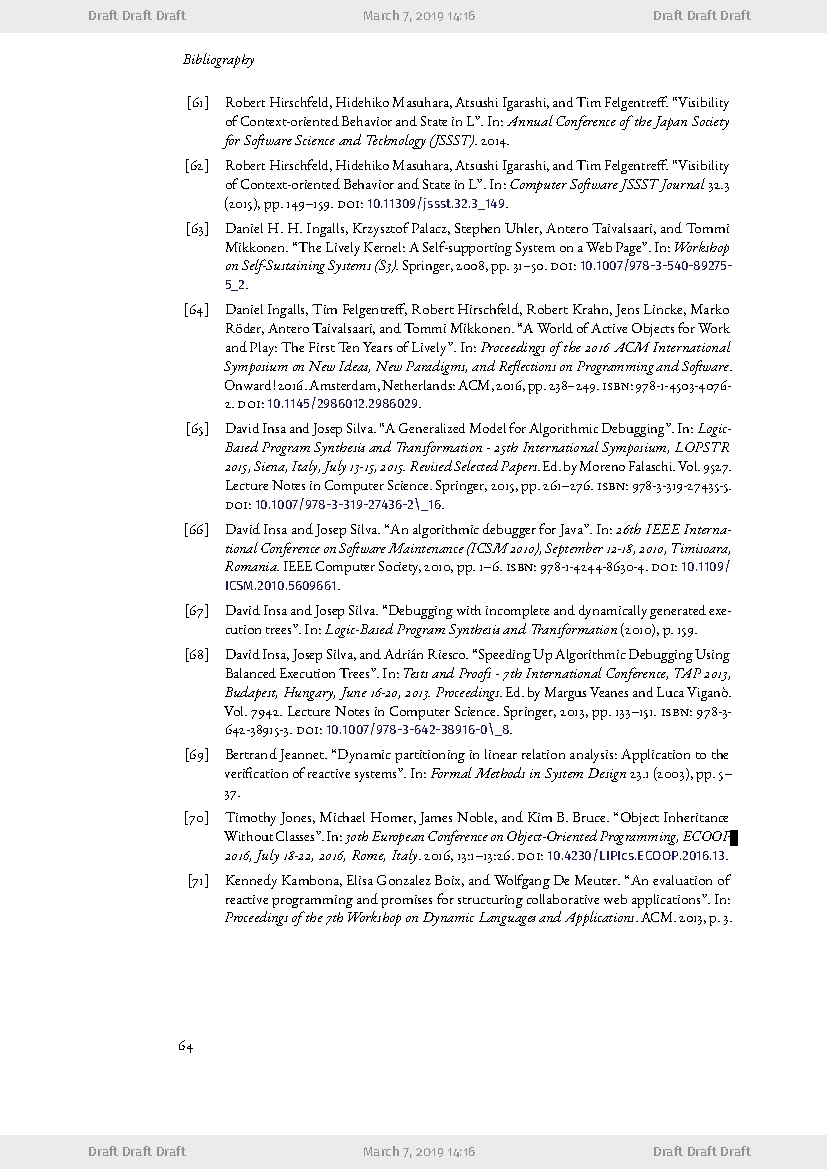 Draft Draft Draft March 7, 2019 14:16 Draft Draft Draft
Bibliography
[61] Robert Hirschfeld, Hidehiko Masuhara, Atsushi Igarashi, and Tim Felgentreff. “Visibility
of Context-oriented Behavior and State in L”. In: Annual Conference of the Japan Society
for Software Science and Technology (JSSST). 2014.
[62] Robert Hirschfeld, Hidehiko Masuhara, Atsushi Igarashi, and Tim Felgentreff. “Visibility
of Context-oriented Behavior and State in L”. In: Computer Software JSSST Journal 32.3
(2015), pp. 149–159. DOI: 10.11309/jssst.32.3_149.
[63] Daniel H. H. Ingalls, Krzysztof Palacz, Stephen Uhler, Antero Taivalsaari, and Tommi
Mikkonen. “The Lively Kernel: A Self-supporting System on a Web Page”. In: Workshop
on Self-Sustaining Systems (S3). Springer, 2008, pp. 31–50. DOI: 10.1007/978-3-540-89275-
5_2.
[64] Daniel Ingalls, Tim Felgentreff, Robert Hirschfeld, Robert Krahn, Jens Lincke, Marko
Röder, Antero Taivalsaari, and Tommi Mikkonen. “A World of Active Objects for Work
and Play: The First Ten Years of Lively”. In: Proceedings of the 2016 ACM International
Symposium on New Ideas, New Paradigms, and Reflections on Programming and Software.
Onward! 2016. Amsterdam, Netherlands: ACM, 2016, pp. 238–249. ISBN: 978-1-4503-4076-
2. DOI: 10.1145/2986012.2986029.
[65] David Insa and Josep Silva. “A Generalized Model for Algorithmic Debugging”. In: Logic-
Based Program Synthesis and Transformation - 25th International Symposium, LOPSTR
2015, Siena, Italy, July 13-15, 2015. Revised Selected Papers. Ed. by Moreno Falaschi. Vol. 9527.
Lecture Notes in Computer Science. Springer, 2015, pp. 261–276. ISBN: 978-3-319-27435-5.
DOI: 10.1007/978-3-319-27436-2\_16.
[66] David Insa and Josep Silva. “An algorithmic debugger for Java”. In: 26th IEEE Interna-
tional Conference on Software Maintenance (ICSM 2010), September 12-18, 2010, Timisoara,
Romania. IEEE Computer Society, 2010, pp. 1–6. ISBN: 978-1-4244-8630-4. DOI: 10.1109/
ICSM.2010.5609661.
[67] David Insa and Josep Silva. “Debugging with incomplete and dynamically generated exe-
cution trees”. In: Logic-Based Program Synthesis and Transformation (2010), p. 159.
[68] David Insa, Josep Silva, and Adrián Riesco. “Speeding Up Algorithmic Debugging Using
Balanced Execution Trees”. In: Tests and Proofs - 7th International Conference, TAP 2013,
Budapest, Hungary, June 16-20, 2013. Proceedings. Ed. by Margus Veanes and Luca Viganò.
Vol. 7942. Lecture Notes in Computer Science. Springer, 2013, pp. 133–151. ISBN: 978-3-
642-38915-3. DOI: 10.1007/978-3-642-38916-0\_8.
[69] Bertrand Jeannet. “Dynamic partitioning in linear relation analysis: Application to the
verification of reactive systems”. In: Formal Methods in System Design 23.1 (2003), pp. 5–
37.
[70] Timothy Jones, Michael Homer, James Noble, and Kim B. Bruce. “Object Inheritance
Without Classes”. In: 30th European Conference on Object-Oriented Programming, ECOOP
2016, July 18-22, 2016, Rome, Italy. 2016, 13:1–13:26. DOI: 10.4230/LIPIcs.ECOOP.2016.13.
[71] Kennedy Kambona, Elisa Gonzalez Boix, and Wolfgang De Meuter. “An evaluation of
reactive programming and promises for structuring collaborative web applications”. In:
Proceedings of the 7th Workshop on Dynamic Languages and Applications. ACM. 2013, p. 3.
64
Draft Draft Draft March 7, 2019 14:16 Draft Draft Draft